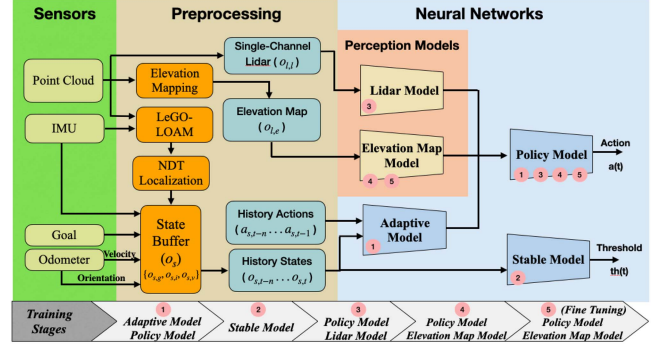 Sensors
Preprocessing
Neural Networks
Point Cloud
IMU
Goal
Odometer
Velocity
Orientation
Elevation
Mapping
LeGO-
LOAM
NDT
Localization
State
Buffer
(o_s)
{o_{s,g}, o_{s,i}, o_{s,v}}
Single-Channel
Lidar (o_{l,l})
Elevation Map
(o_{l,e})
History Actions
(a_{s,t-n} ... a_{s,t-1})
History States
(o_{s,t-n} ... o_{s,t})
Perception Models
Lidar Model
3
Elevation Map
Model
4 5
Adaptive
Model
1
Policy Model
1 3 4 5
Action
a(t)
Stable Model
2
Threshold
th(t)
Training
Stages
1
Adaptive Model
Policy Model
2
Stable Model
3
Policy Model
Lidar Model
4
Policy Model
Elevation Map Model
5 (Fine Tuning)
Policy Model
Elevation Map Model